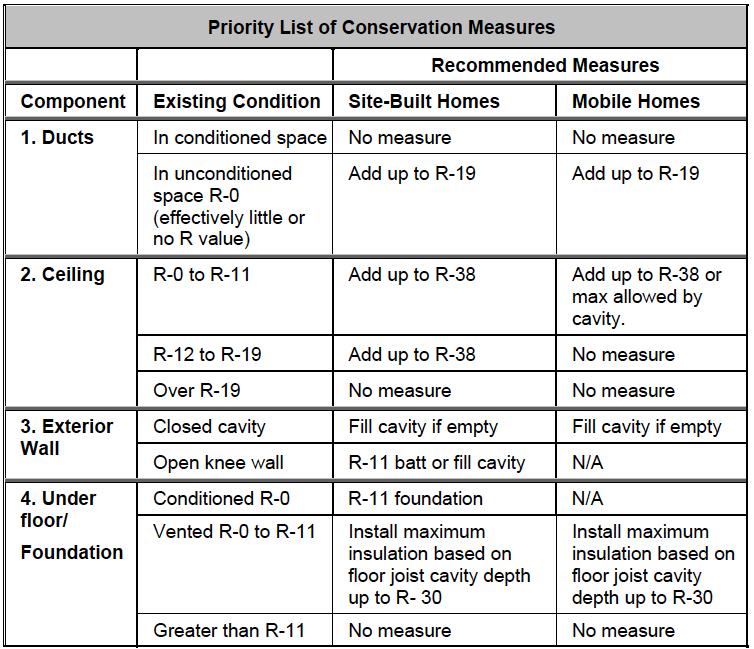 Priority List of Conservation Measures
Recommended Measures
Component Existing Condition Site-Built Homes Mobile Homes
1. Ducts In conditioned space No measure No measure
In unconditioned Add up to R-19 Add up to R-19
space R-0
(effectively little or
no R value)
2. Ceiling R-0 to R-11 Add up to R-38 Add up to R-38 or
max allowed by
cavity.
R-12 to R-19 Add up to R-38 No measure
Over R-19 No measure No measure
3. Exterior Closed cavity Fill cavity if empty Fill cavity if empty
Wall
Open knee wall R-11 batt or fill cavity N/A
4. Under Conditioned R-0 R-11 foundation N/A
floor/
Vented R-0 to R-11 Install maximum Install maximum
Foundation insulation based on insulation based on
floor joist cavity depth floor joist cavity
up to R- 30 depth up to R-30
Greater than R-11 No measure No measure